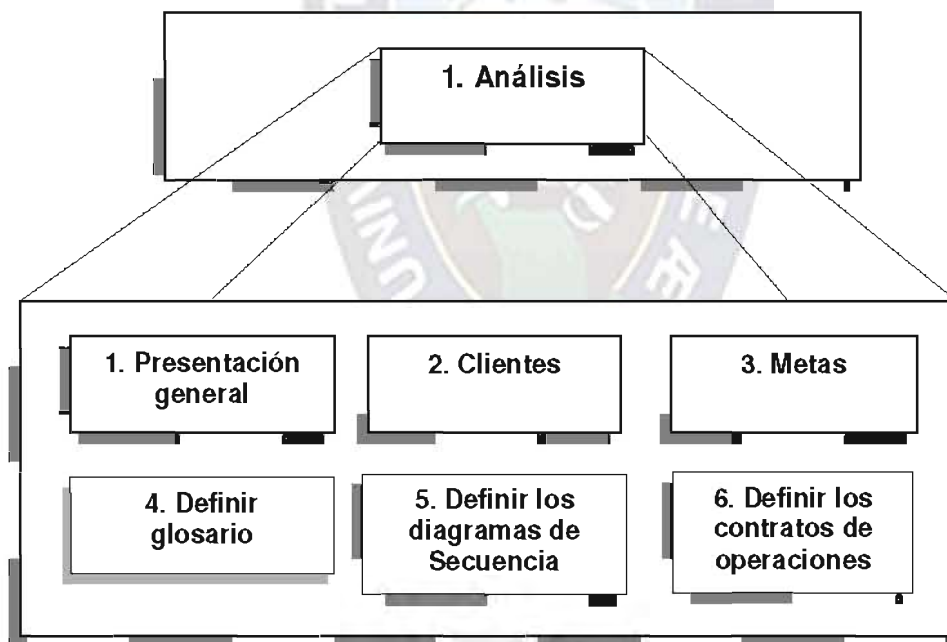 1. Análisis
1. Presentación
general
2. Clientes
3. Metas
4. Definir
glosario
5. Definir los
diagramas de
Secuencia
6. Definir los
contratos de
operaciones